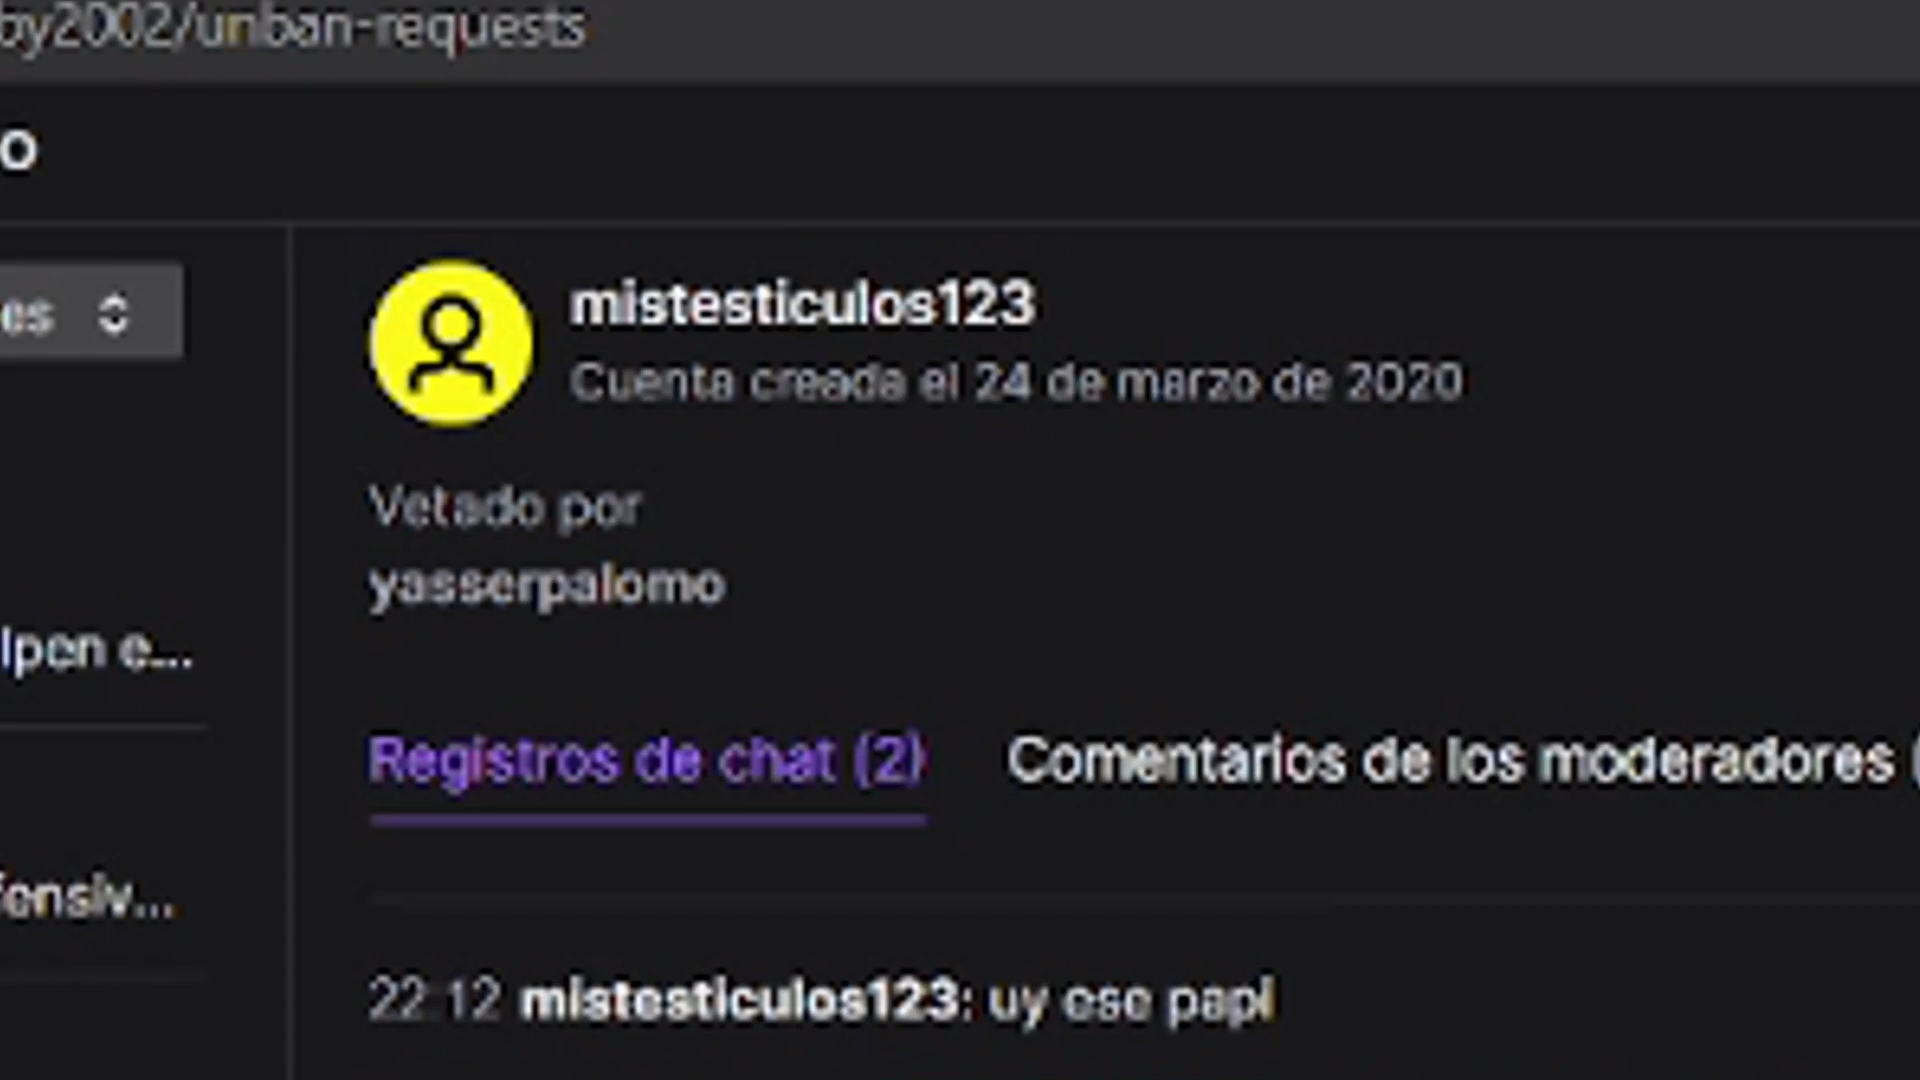 by2002/unban-requests
o
es
mistesticulos123
Cuenta creada el 24 de marzo de 2020
Vetado por
yasserpalomo
lpen e...
Registros de chat (2)
Comentarios de los moderadores (
fensiv...
22:12 mistesticulos123: uy ese papi